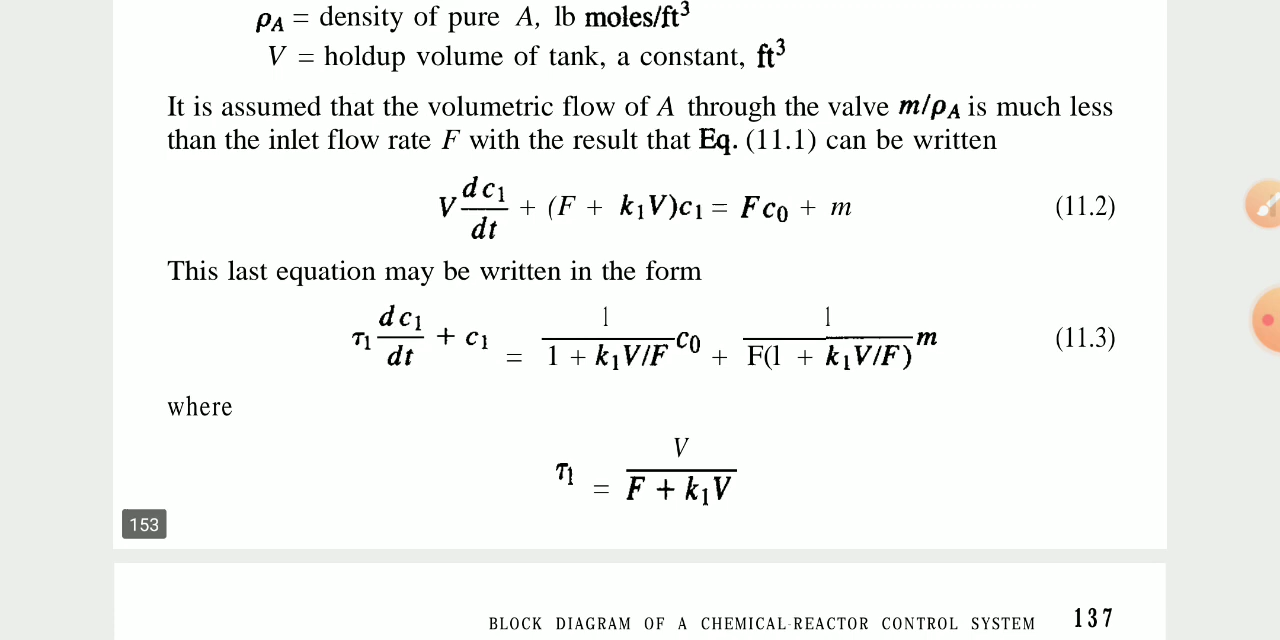 ρA = density of pure A, lb moles/ft³
V = holdup volume of tank, a constant, ft³
It is assumed that the volumetric flow of A through the valve m/ρA is much less
than the inlet flow rate F with the result that Eq. (11.1) can be written
V dc₁/dt + (F + k₁V)c₁ = Fc₀ + m (11.2)
This last equation may be written in the form
τ₁ dc₁/dt + c₁ = 1/(1 + k₁V/F) c₀ + 1/(F(1 + k₁V/F)) m (11.3)
where
τ₁ = V/(F + k₁V)
153
BLOCK DIAGRAM OF A CHEMICAL-REACTOR CONTROL SYSTEM 137